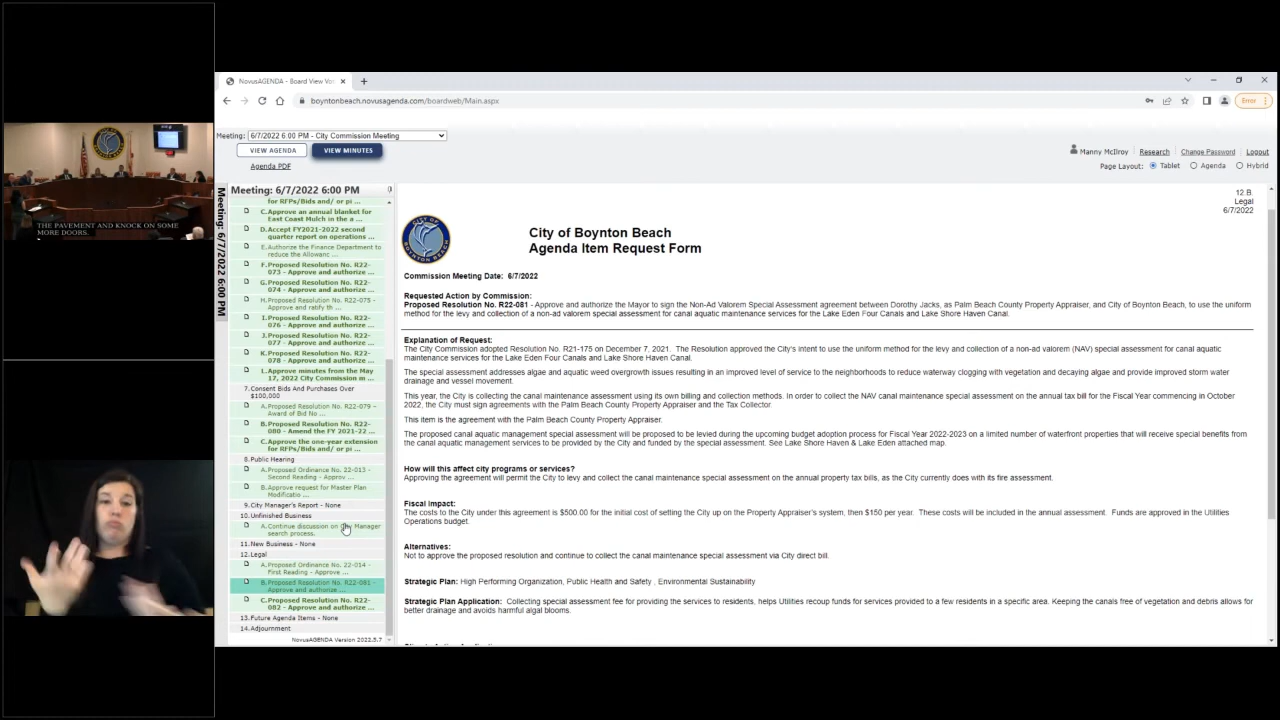 THE PAVEMENT AND KNOCK ON SOME
MORE DOORS.
NovusAGENDA - Board View Vo
boyntonbeach.novusagenda.com/boardweb/Main.aspx
Error
Meeting: 6/7/2022 6:00 PM - City Commission Meeting
VIEW AGENDA VIEW MINUTES
Agenda PDF
Manny McIlroy Research Change Password Logout
Page Layout: Tablet Agenda Hybrid
Meeting: 6/7/2022 6:00 PM
Meeting: 6/7/2022 6:00 PM
for RFPs/Bids and/ or pi ...
C.Approve an annual blanket for
East Coast Mulch in the a ...
D.Accept FY2021-2022 second
quarter report on operations ...
E.Authorize the Finance Department to
reduce the Allowanc ...
F.Proposed Resolution No. R22-
073 - Approve and authorize ...
G.Proposed Resolution No. R22-
074 - Approve and authorize ...
H.Proposed Resolution No. R22-075 -
Approve and ratify th ...
I.Proposed Resolution No. R22-
076 - Approve and authorize ...
J.Proposed Resolution No. R22-
077 - Approve and authorize ...
K.Proposed Resolution No. R22-
078 - Approve and authorize ...
L.Approve minutes from the May
17, 2022 City Commission m ...
7.Consent Bids And Purchases Over
$100,000
A.Proposed Resolution No. R22-079 -
Award of Bid No ...
B.Proposed Resolution No. R22-
080 - Amend the FY 2021-22 ...
C.Approve the one-year extension
for RFPs/Bids and/ or pi ...
8.Public Hearing
A.Proposed Ordinance No. 22-013 -
Second Reading - Approv ...
B.Approve request for Master Plan
Modificatio ...
9.City Manager's Report - None
10.Unfinished Business
A.Continue discussion on City Manager
search process.
11.New Business - None
12.Legal
A.Proposed Ordinance No. 22-014 -
First Reading - Approve ...
B.Proposed Resolution No. R22-081 -
Approve and authorize ...
C.Proposed Resolution No. R22-
082 - Approve and authorize ...
13.Future Agenda Items - None
14.Adjournment
NovusAGENDA Version 2022.5.7
12.B.
Legal
6/7/2022
CITY OF
BOYNTON BEACH
City of Boynton Beach
Agenda Item Request Form
Commission Meeting Date: 6/7/2022
Requested Action by Commission:
Proposed Resolution No. R22-081 - Approve and authorize the Mayor to sign the Non-Ad Valorem Special Assessment agreement between Dorothy Jacks, as Palm Beach County Property Appraiser, and City of Boynton Beach, to use the uniform
method for the levy and collection of a non-ad valorem special assessment for canal aquatic maintenance services for the Lake Eden Four Canals and Lake Shore Haven Canal.
Explanation of Request:
The City Commission adopted Resolution No. R21-175 on December 7, 2021. The Resolution approved the City's intent to use the uniform method for the levy and collection of a non-ad valorem (NAV) special assessment for canal aquatic
maintenance services for the Lake Eden Four Canals and Lake Shore Haven Canal.
The special assessment addresses algae and aquatic weed overgrowth issues resulting in an improved level of service to the neighborhoods to reduce waterway clogging with vegetation and decaying algae and provide improved storm water
drainage and vessel movement.
This year, the City is collecting the canal maintenance assessment using its own billing and collection methods. In order to collect the NAV canal maintenance special assessment on the annual tax bill for the Fiscal Year commencing in October
2022, the City must sign agreements with the Palm Beach County Property Appraiser and the Tax Collector.
This item is the agreement with the Palm Beach County Property Appraiser.
The proposed canal aquatic management special assessment will be proposed to be levied during the upcoming budget adoption process for Fiscal Year 2022-2023 on a limited number of waterfront properties that will receive special benefits from
the canal aquatic management services to be provided by the City and funded by the special assessment. See Lake Shore Haven & Lake Eden attached map.
How will this affect city programs or services?
Approving the agreement will permit the City to levy and collect the canal maintenance special assessment on the annual property tax bills, as the City currently does with its fire assessment.
Fiscal Impact:
The costs to the City under this agreement is $500.00 for the initial cost of setting the City up on the Property Appraiser's system, then $150 per year. These costs will be included in the annual assessment. Funds are approved in the Utilities
Operations budget.
Alternatives:
Not to approve the proposed resolution and continue to collect the canal maintenance special assessment via City direct bill.
Strategic Plan: High Performing Organization, Public Health and Safety , Environmental Sustainability
Strategic Plan Application: Collecting special assessment fee for providing the services to residents, helps Utilities recoup funds for services provided to a few residents in a specific area. Keeping the canals free of vegetation and debris allows for
better drainage and avoids harmful algal blooms.